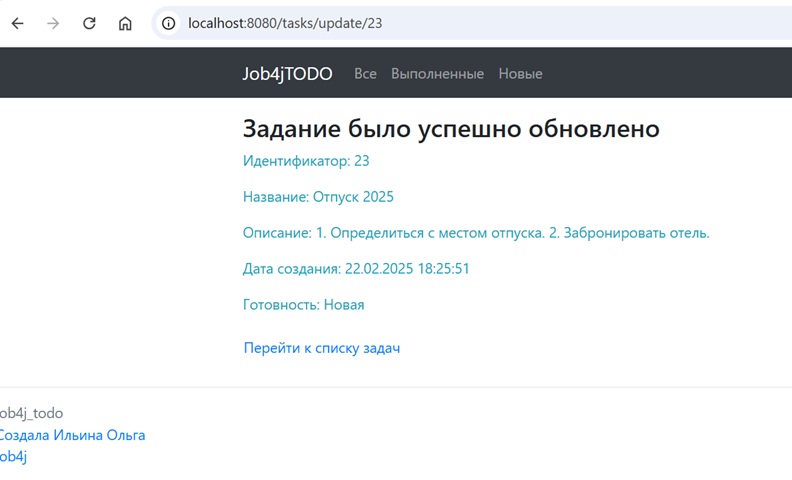 localhost:8080/tasks/update/23
Job4jTODO Все Выполненные Новые
Задание было успешно обновлено
Идентификатор: 23
Название: Отпуск 2025
Описание: 1. Определиться с местом отпуска. 2. Забронировать отель.
Дата создания: 22.02.2025 18:25:51
Готовность: Новая
Перейти к списку задач
ob4j_todo
Создала Ильина Ольга
ob4j